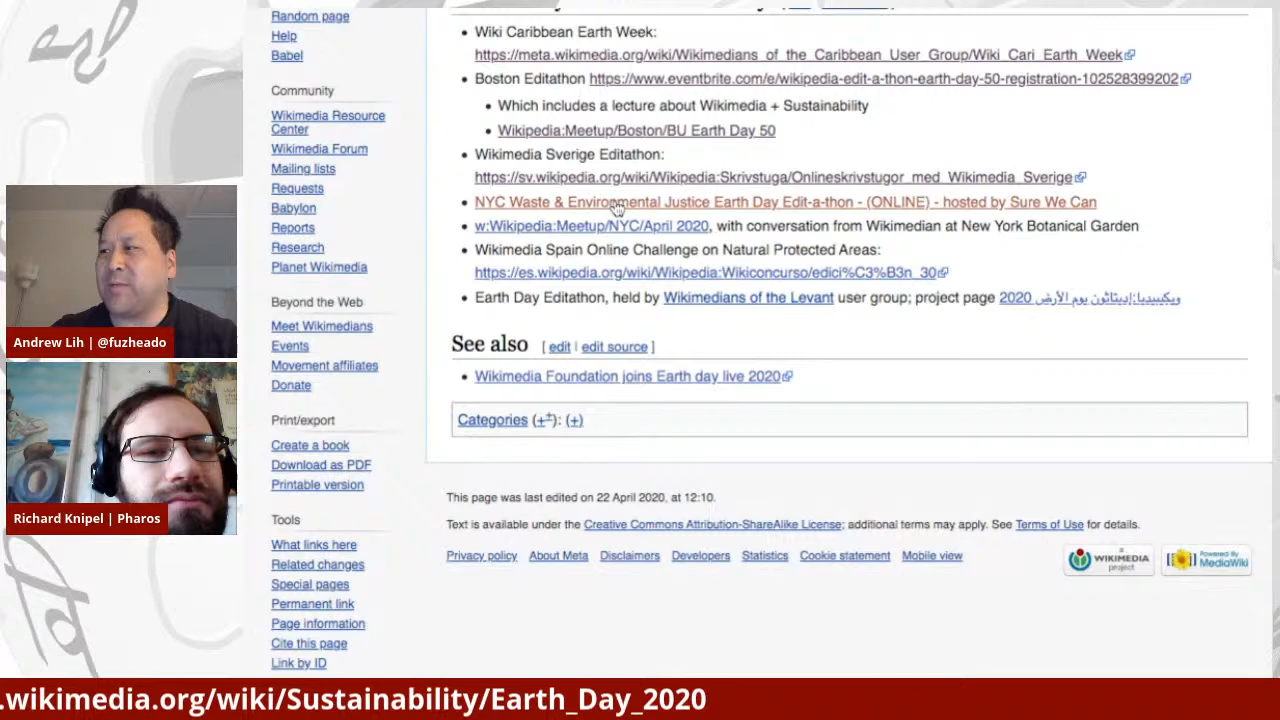 Random page
Help
Babel
Community
Wikimedia Resource
Center
Wikimedia Forum
Mailing lists
Requests
Babylon
Reports
Research
Planet Wikimedia
Beyond the Web
Meet Wikimedians
Events
Movement affiliates
Donate
Print/export
Create a book
Download as PDF
Printable version
Tools
What links here
Related changes
Special pages
Permanent link
Page information
Cite this page
Link by ID
Wiki Caribbean Earth Week:
https://meta.wikimedia.org/wiki/Wikimedians_of_the_Caribbean_User_Group/Wiki_Cari_Earth_Week
Boston Editathon https://www.eventbrite.com/e/wikipedia-edit-a-thon-earth-day-50-registration-102528399202
Which includes a lecture about Wikimedia + Sustainability
Wikipedia:Meetup/Boston/BU Earth Day 50
Wikimedia Sverige Editathon:
https://sv.wikipedia.org/wiki/Wikipedia:Skrivstuga/Onlineskrivstugor_med_Wikimedia_Sverige
NYC Waste & Environmental Justice Earth Day Edit-a-thon - (ONLINE) - hosted by Sure We Can
w:Wikipedia:Meetup/NYC/April 2020, with conversation from Wikimedian at New York Botanical Garden
Wikimedia Spain Online Challenge on Natural Protected Areas:
https://es.wikipedia.org/wiki/Wikipedia:Wikiconcurso/edici%C3%B3n_30
Earth Day Editathon, held by Wikimedians of the Levant user group; project page ويكيبيديا:إديتاثون يوم الأرض 2020
See also [ edit | edit source ]
Wikimedia Foundation joins Earth day live 2020
Categories (+±): (+)
This page was last edited on 22 April 2020, at 12:10.
Text is available under the Creative Commons Attribution-ShareAlike License; additional terms may apply. See Terms of Use for details.
Privacy policy About Meta Disclaimers Developers Statistics Cookie statement Mobile view
a WIKIMEDIA project
Powered By MediaWiki
Andrew Lih | @fuzheado
Richard Knipel | Pharos
.wikimedia.org/wiki/Sustainability/Earth_Day_2020